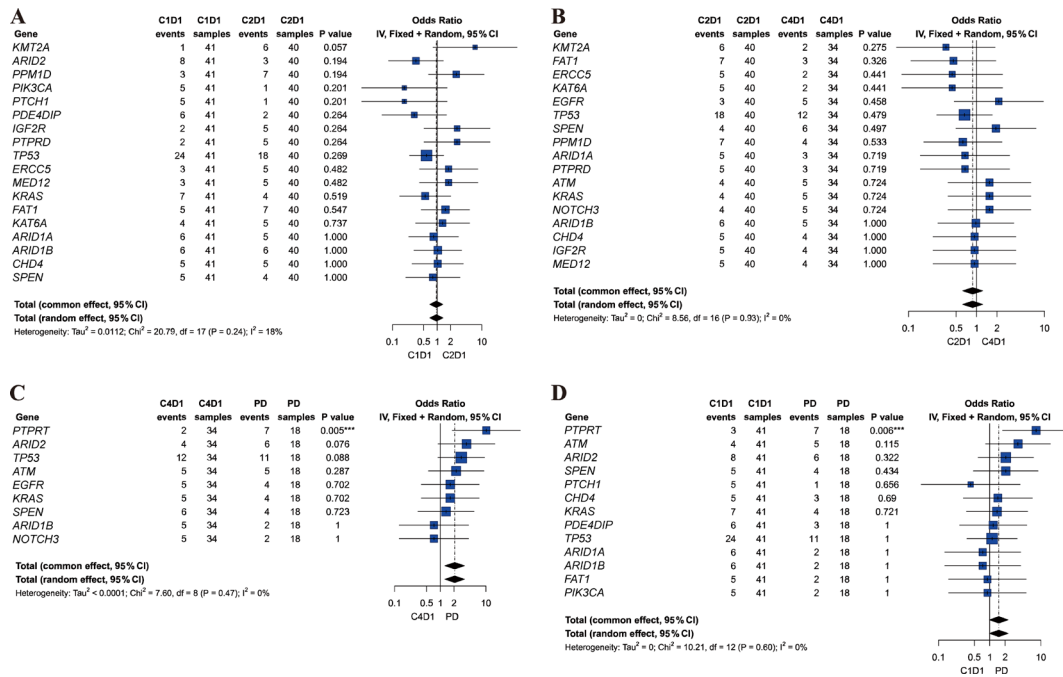 A
C1D1 C1D1 C2D1 C2D1 Odds Ratio
Gene events samples events samples P value IV, Fixed + Random, 95% CI
KMT2A 1 41 6 40 0.057
ARID2 8 41 3 40 0.194
PPM1D 3 41 7 40 0.194
PIK3CA 5 41 1 40 0.201
PTCH1 5 41 1 40 0.201
PDE4DIP 6 41 2 40 0.264
IGF2R 2 41 5 40 0.264
PTPRD 2 41 5 40 0.264
TP53 24 41 18 40 0.269
ERCC5 3 41 5 40 0.482
MED12 3 41 5 40 0.482
KRAS 7 41 4 40 0.519
FAT1 5 41 7 40 0.547
KAT6A 4 41 5 40 0.737
ARID1A 6 41 5 40 1.000
ARID1B 6 41 6 40 1.000
CHD4 5 41 5 40 1.000
SPEN 5 41 4 40 1.000
Total (common effect, 95% CI)
Total (random effect, 95% CI)
Heterogeneity: Tau² = 0.0112; Chi² = 20.79, df = 17 (P = 0.24); I² = 18%
0.1 0.5 1 2 10
C1D1 C2D1
B
C2D1 C2D1 C4D1 C4D1 Odds Ratio
Gene events samples events samples P value IV, Fixed + Random, 95% CI
KMT2A 6 40 2 34 0.275
FAT1 7 40 3 34 0.326
ERCC5 5 40 2 34 0.441
KAT6A 5 40 2 34 0.441
EGFR 3 40 5 34 0.458
TP53 18 40 12 34 0.479
SPEN 4 40 6 34 0.497
PPM1D 7 40 4 34 0.533
ARID1A 5 40 3 34 0.719
PTPRD 5 40 3 34 0.719
ATM 4 40 5 34 0.724
KRAS 4 40 5 34 0.724
NOTCH3 4 40 5 34 0.724
ARID1B 6 40 5 34 1.000
CHD4 5 40 4 34 1.000
IGF2R 5 40 4 34 1.000
MED12 5 40 4 34 1.000
Total (common effect, 95% CI)
Total (random effect, 95% CI)
Heterogeneity: Tau² = 0; Chi² = 8.56, df = 16 (P = 0.93); I² = 0%
0.1 0.5 1 2 10
C2D1 C4D1
C
C4D1 C4D1 PD PD Odds Ratio
Gene events samples events samples P value IV, Fixed + Random, 95% CI
PTPRT 2 34 7 18 0.005***
ARID2 4 34 6 18 0.076
TP53 12 34 11 18 0.088
ATM 5 34 5 18 0.287
EGFR 5 34 4 18 0.702
KRAS 5 34 4 18 0.702
SPEN 6 34 4 18 0.723
ARID1B 5 34 2 18 1
NOTCH3 5 34 2 18 1
Total (common effect, 95% CI)
Total (random effect, 95% CI)
Heterogeneity: Tau² < 0.0001; Chi² = 7.60, df = 8 (P = 0.47); I² = 0%
0.1 0.5 1 2 10
C4D1 PD
D
C1D1 C1D1 PD PD Odds Ratio
Gene events samples events samples P value IV, Fixed + Random, 95% CI
PTPRT 3 41 7 18 0.006***
ATM 4 41 5 18 0.115
ARID2 8 41 6 18 0.322
SPEN 5 41 4 18 0.434
PTCH1 5 41 1 18 0.656
CHD4 5 41 3 18 0.69
KRAS 7 41 4 18 0.721
PDE4DIP 6 41 3 18 1
TP53 24 41 11 18 1
ARID1A 6 41 2 18 1
ARID1B 6 41 2 18 1
FAT1 5 41 2 18 1
PIK3CA 5 41 2 18 1
Total (common effect, 95% CI)
Total (random effect, 95% CI)
Heterogeneity: Tau² = 0; Chi² = 10.21, df = 12 (P = 0.60); I² = 0%
0.1 0.5 1 2 10
C1D1 PD